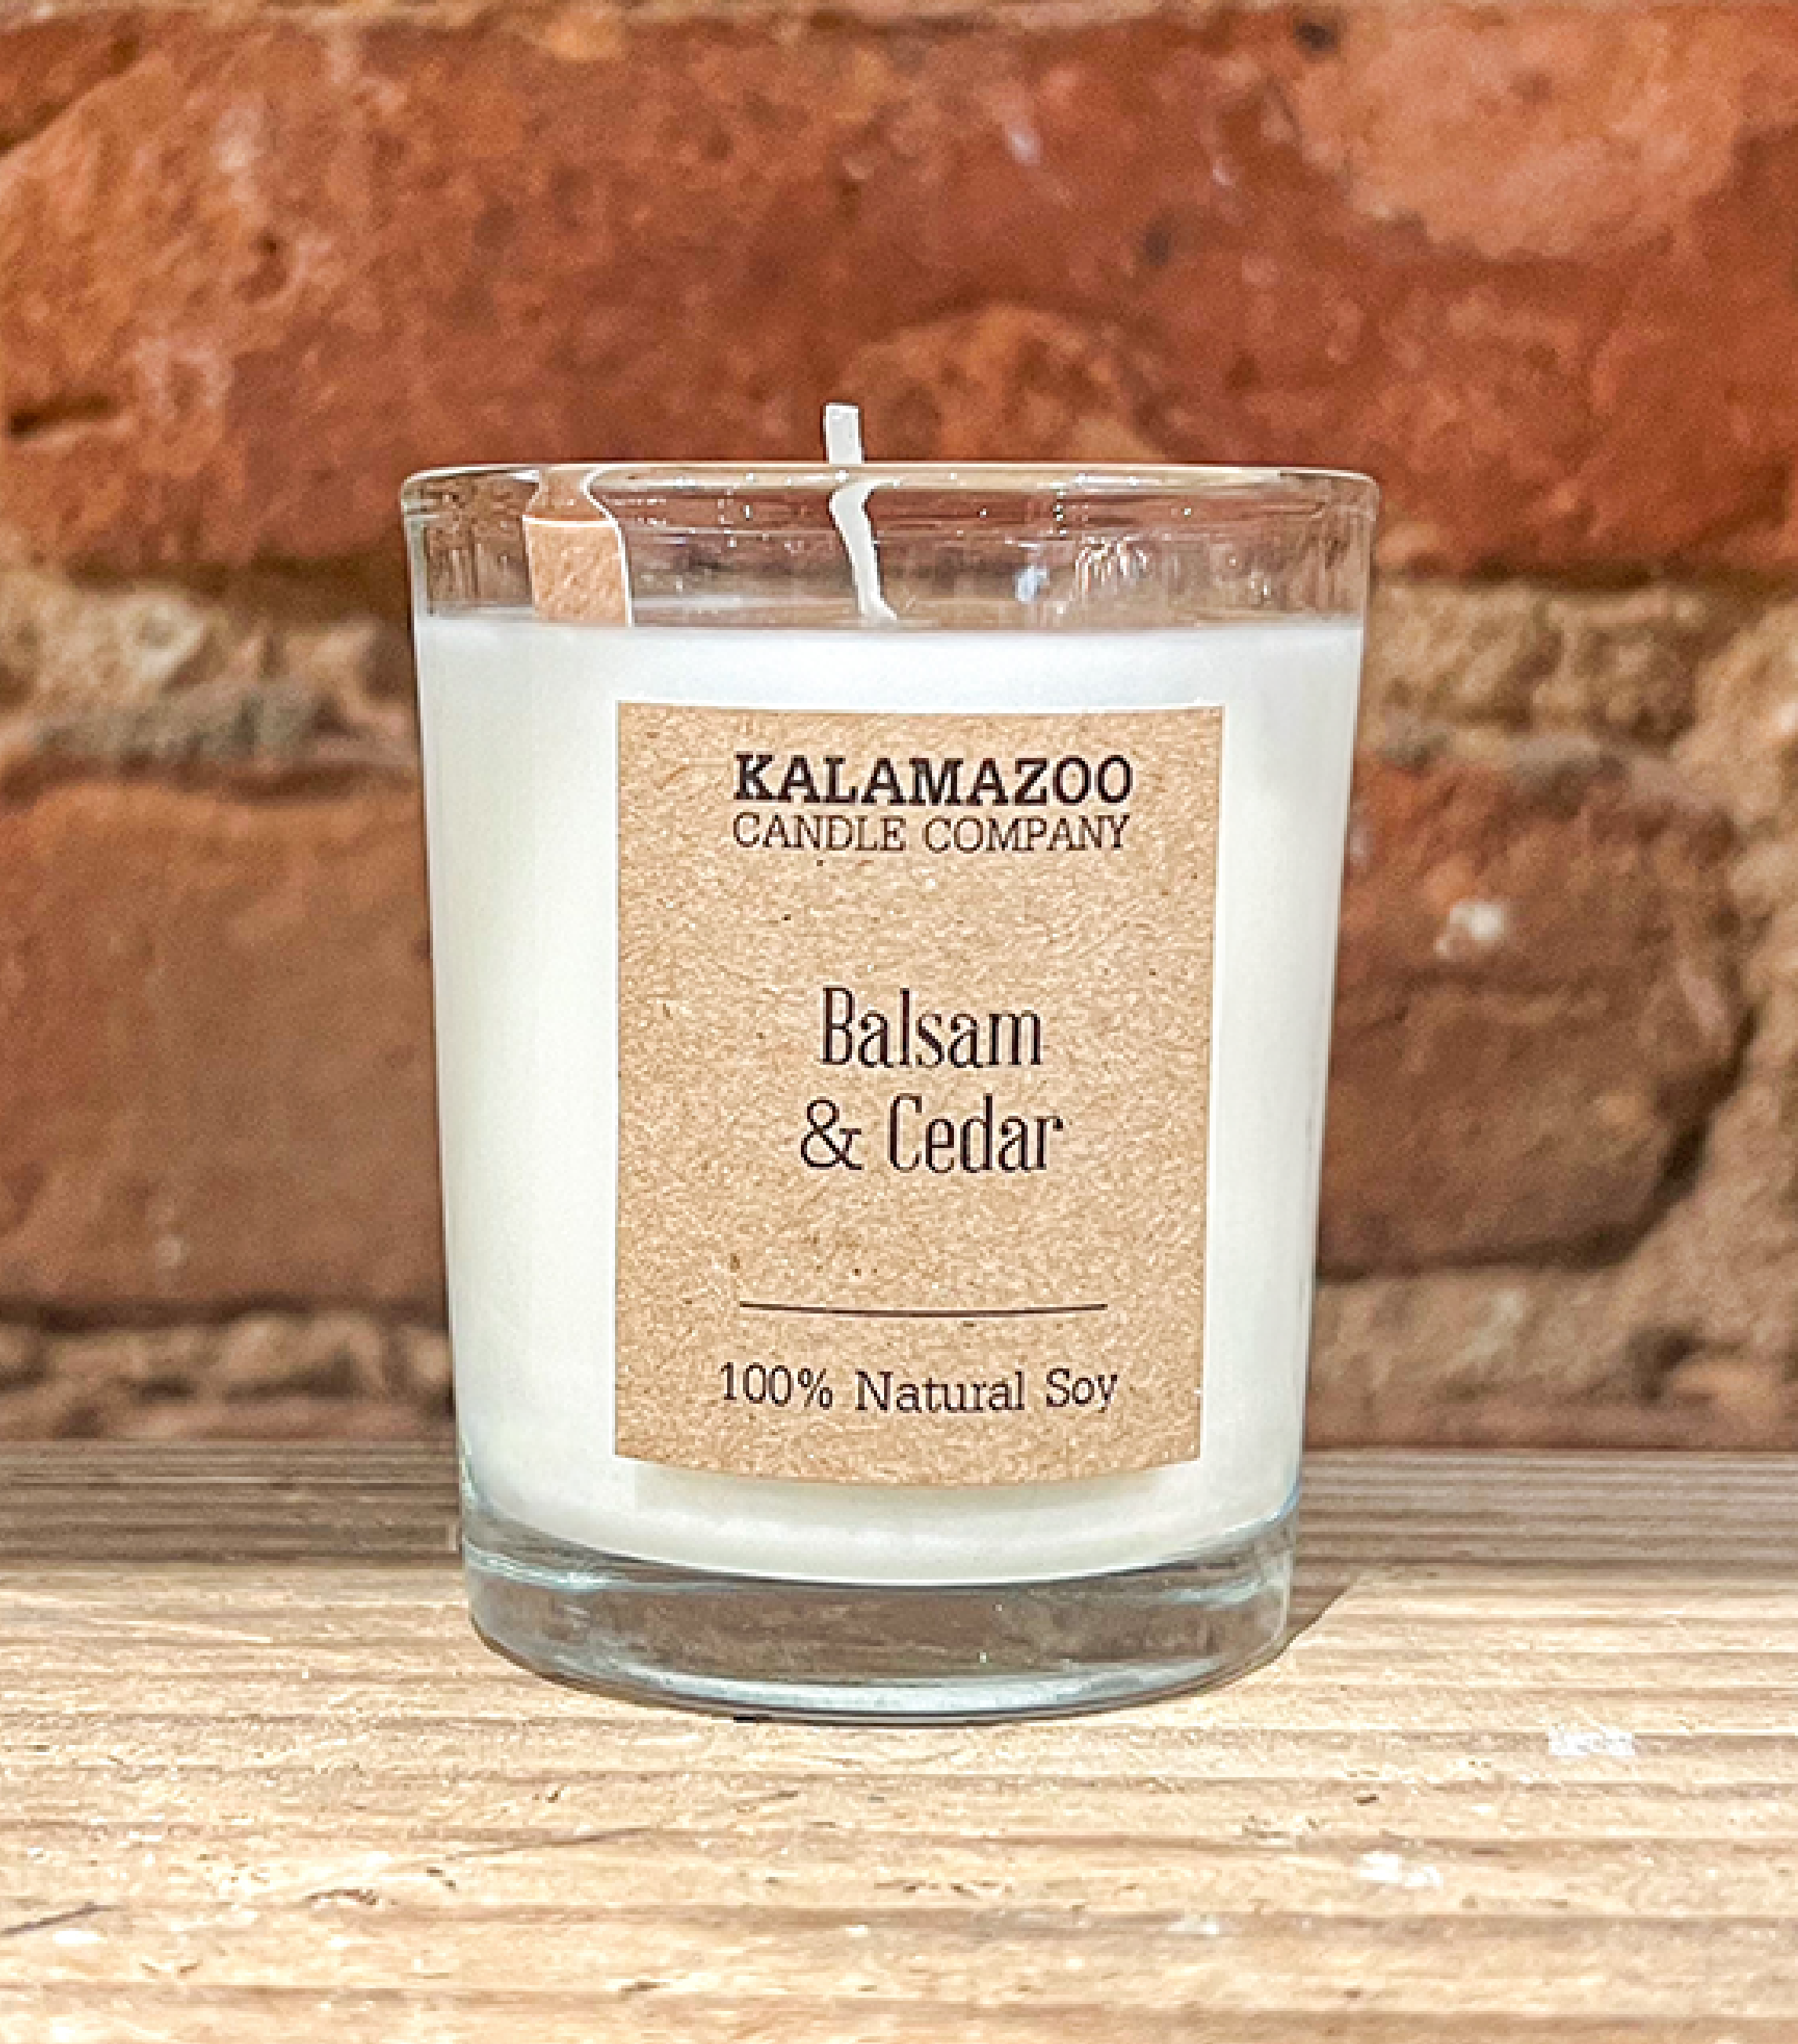 KALAMAZOO
CANDLE COMPANY
Balsam
& Cedar
100% Natural Soy